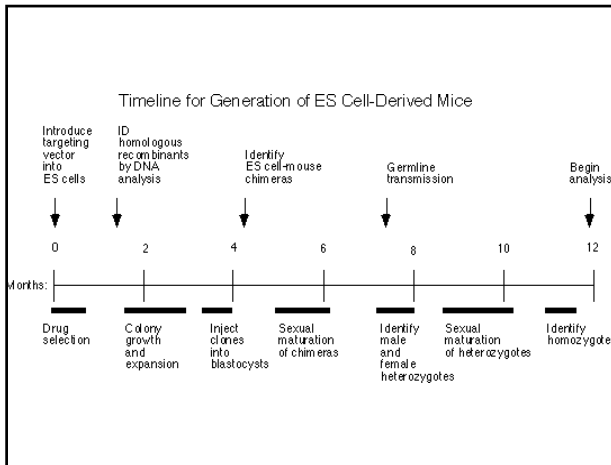 Timeline for Generation of ES Cell-Derived Mice
Introduce
targeting
vector
into
ES cells
ID
homologous
recombinants
by DNA
analysis
Identify
ES cell-mouse
chimeras
Germline
transmission
Begin
analysis
0
2
4
6
8
10
12
Months:
Drug
selection
Colony
growth
and
expansion
Inject
clones
into
blastocysts
Sexual
maturation
of chimeras
Identify
male
and
female
heterozygotes
Sexual
maturation
of heterozygotes
Identify
homozygote